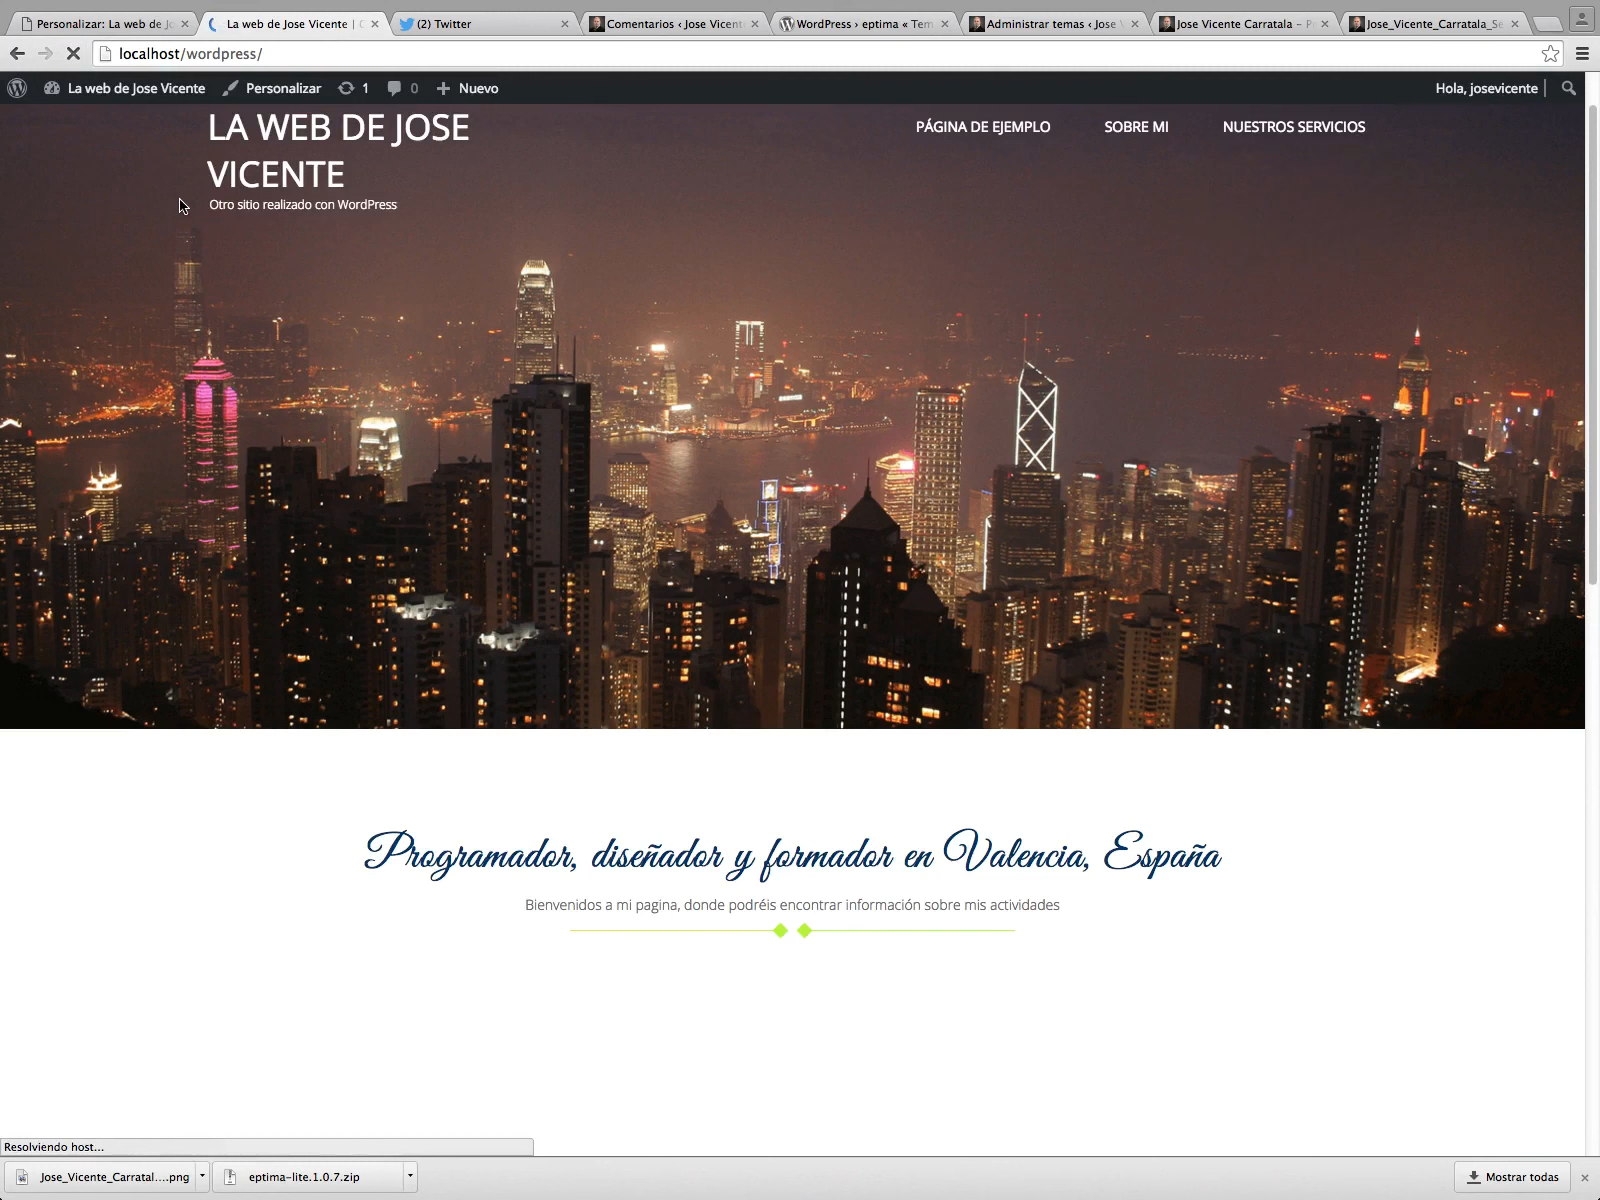 Personalizar: La web de Jo
La web de Jose Vicente |
(2) Twitter
Comentarios ‹ Jose Vicent
WordPress › eptima « Tem
Administrar temas ‹ Jose
Jose Vicente Carratala – P
Jose_Vicente_Carratala_Se
localhost/wordpress/
La web de Jose Vicente Personalizar 1 0 Nuevo Hola, josevicente
LA WEB DE JOSE
VICENTE
Otro sitio realizado con WordPress
PÁGINA DE EJEMPLO SOBRE MI NUESTROS SERVICIOS
Programador, diseñador y formador en Valencia, España
Bienvenidos a mi pagina, donde podréis encontrar información sobre mis actividades
Resolviendo host...
Jose_Vicente_Carratal....png eptima-lite.1.0.7.zip Mostrar todas